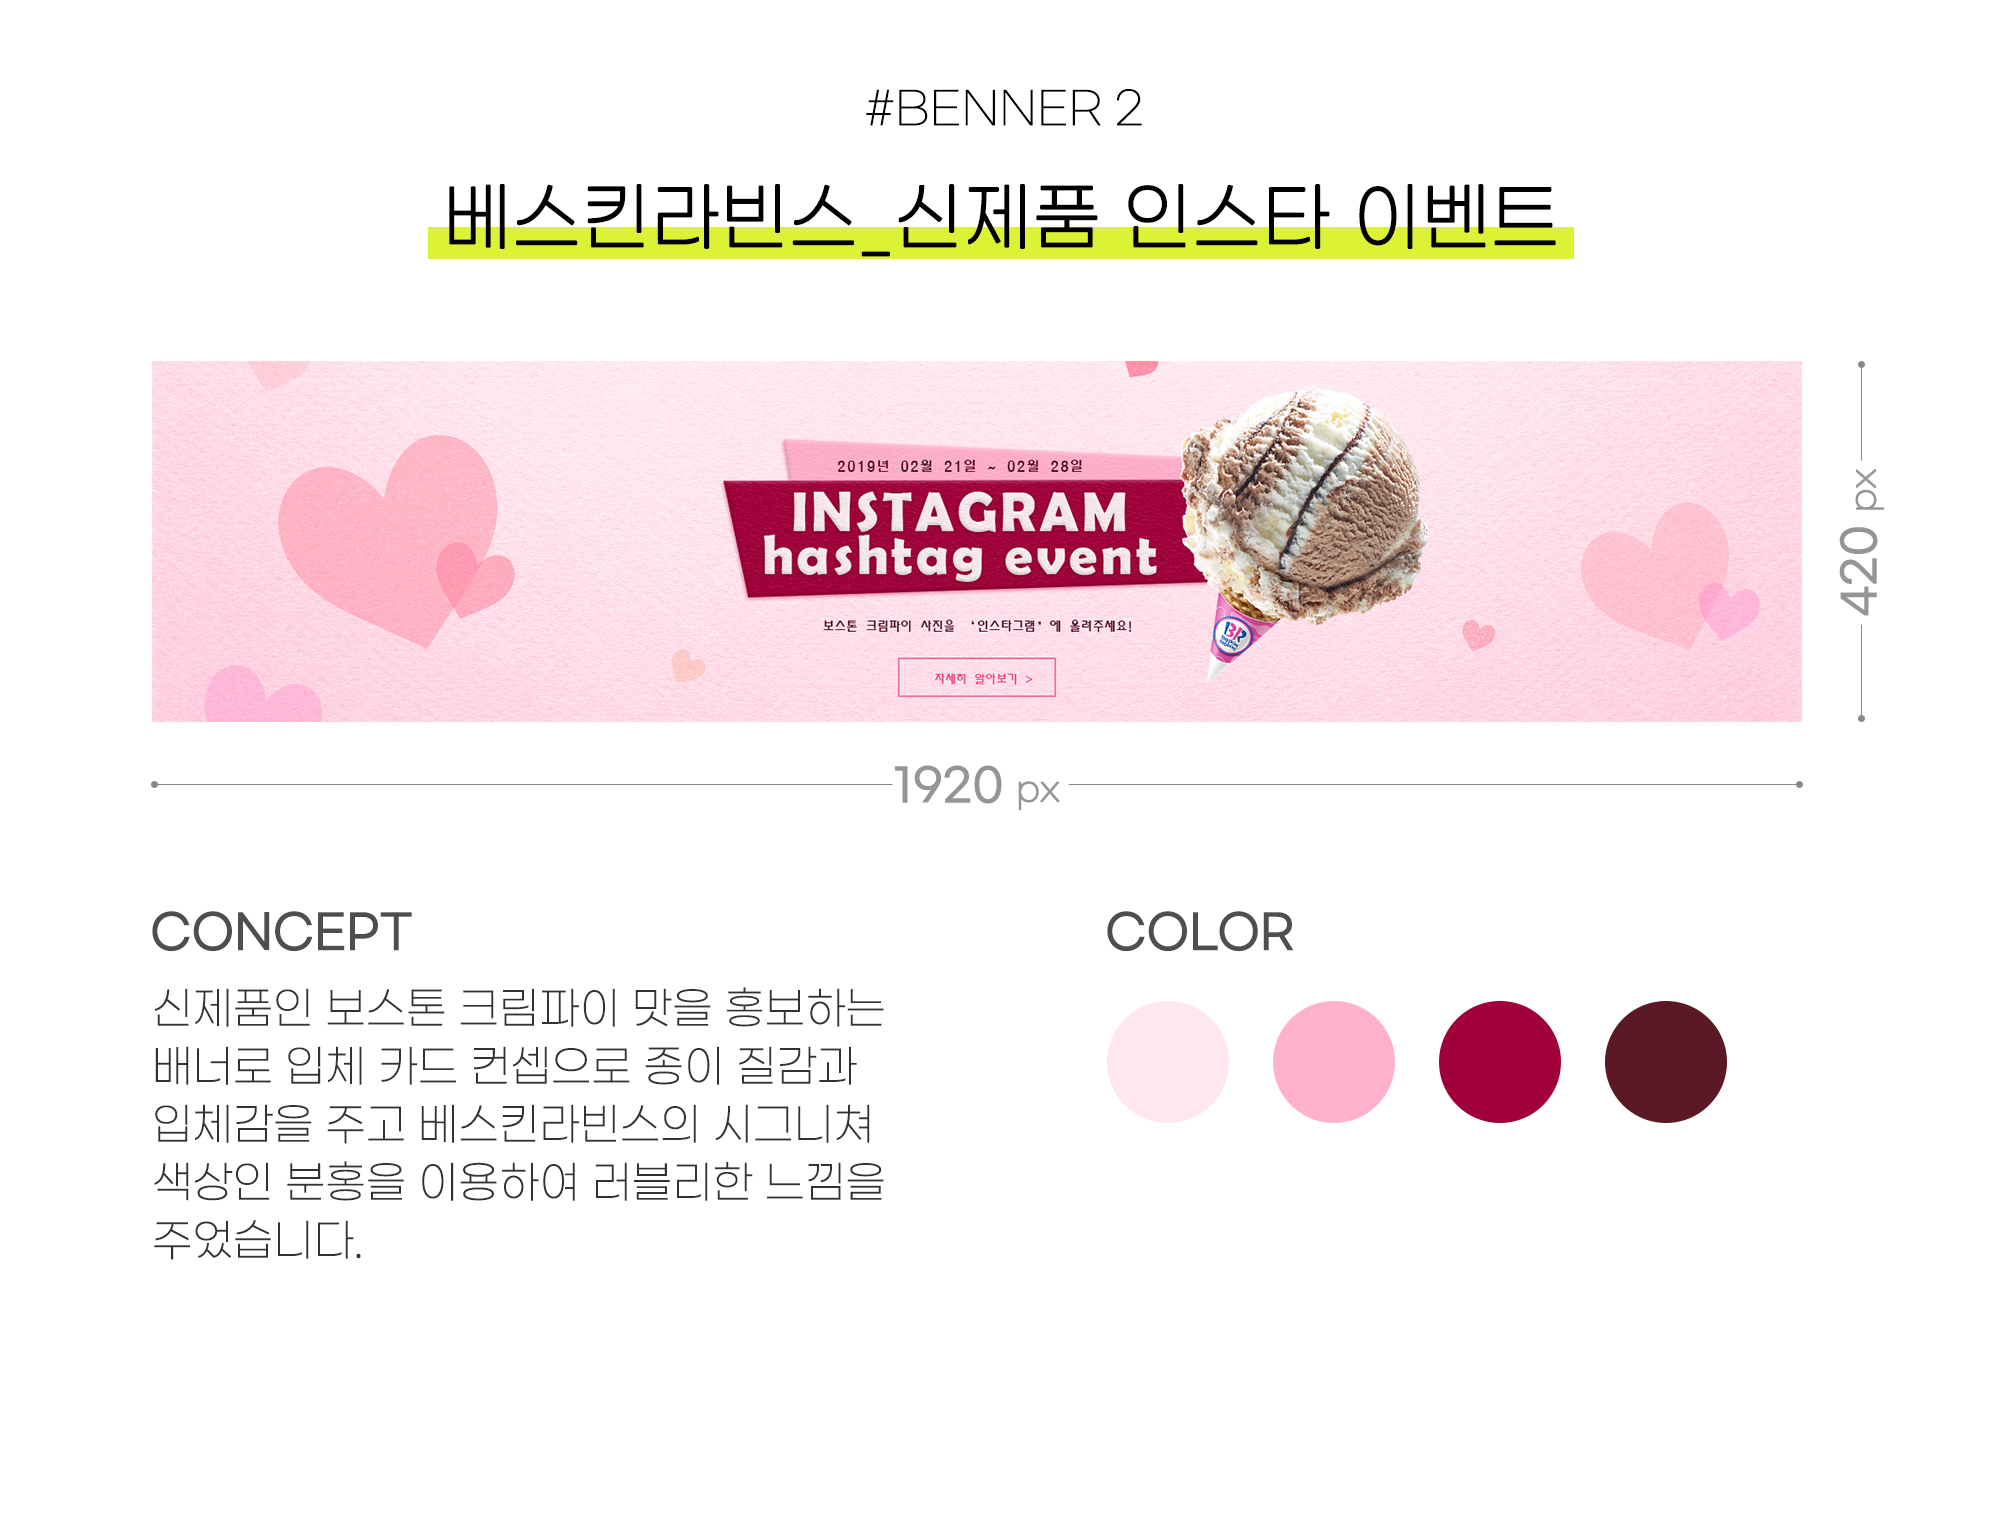 #BENNER 2
베스킨라빈스_신제품 인스타 이벤트
2019년 02월 21일 ~ 02월 28일
INSTAGRAM
hashtag event
보스톤 크림파이 사진을 ‘인스타그램’에 올려주세요!
자세히 알아보기 >
BR
baskin
robbins
420 px
1920 px
CONCEPT
신제품인 보스톤 크림파이 맛을 홍보하는
배너로 입체 카드 컨셉으로 종이 질감과
입체감을 주고 베스킨라빈스의 시그니쳐
색상인 분홍을 이용하여 러블리한 느낌을
주었습니다.
COLOR